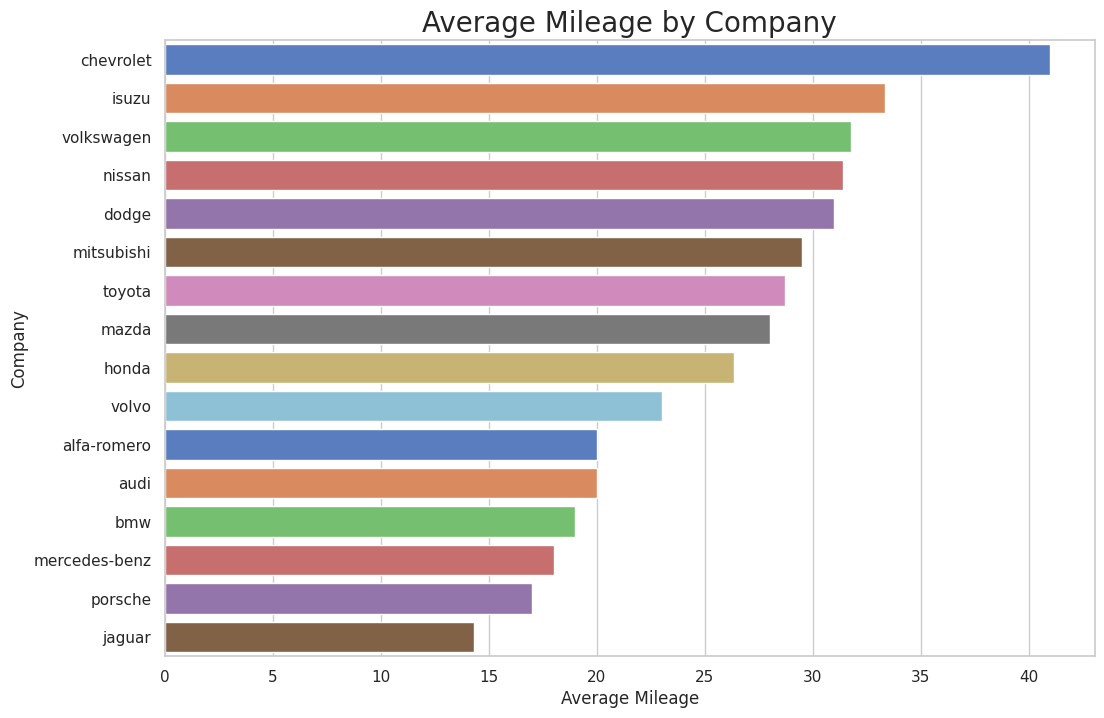 Average Mileage by Company
chevrolet
isuzu
volkswagen
nissan
dodge
mitsubishi
toyota
mazda
honda
volvo
alfa-romero
audi
bmw
mercedes-benz
porsche
jaguar
Company
0 5 10 15 20 25 30 35 40
Average Mileage